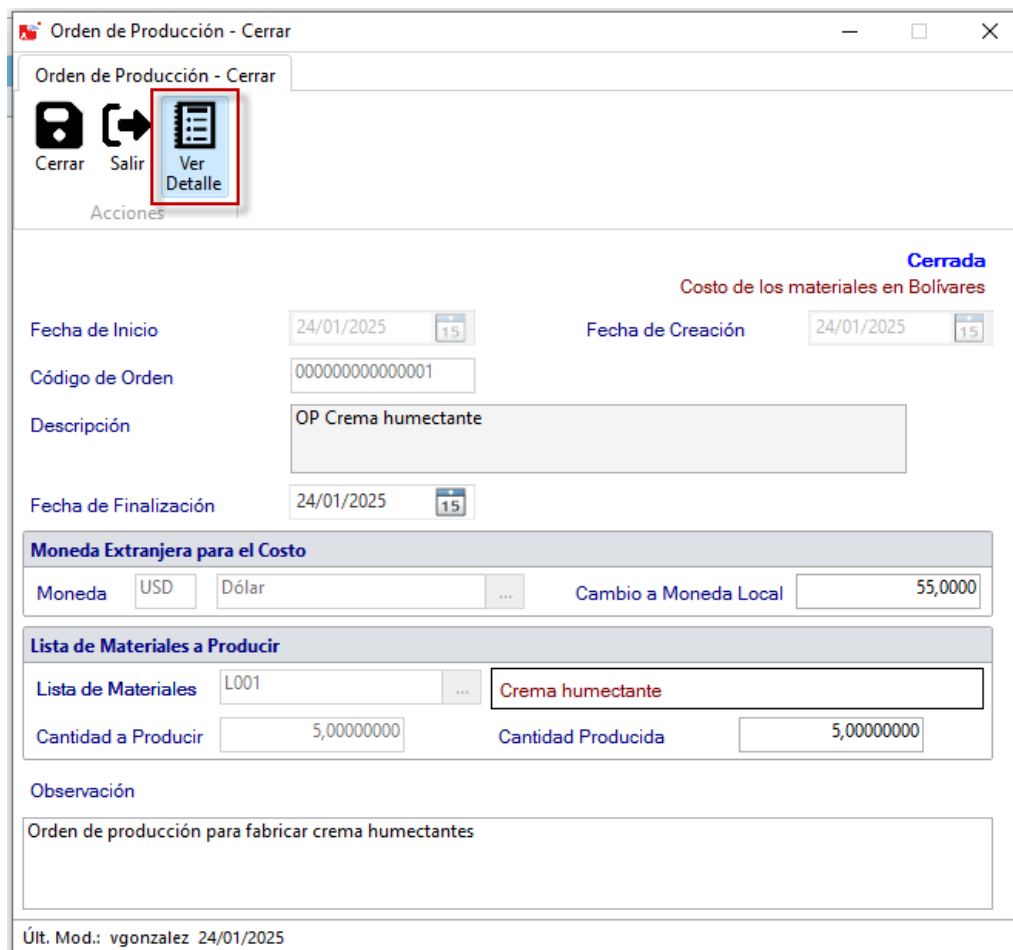 Orden de Producción - Cerrar
Orden de Producción - Cerrar
Cerrar Salir Ver Detalle
Acciones
Cerrada
Costo de los materiales en Bolívares
Fecha de Inicio 24/01/2025 15 Fecha de Creación 24/01/2025 15
Código de Orden 000000000000001
Descripción OP Crema humectante
Fecha de Finalización 24/01/2025 15
Moneda Extranjera para el Costo
Moneda USD Dólar ... Cambio a Moneda Local 55,0000
Lista de Materiales a Producir
Lista de Materiales L001 ... Crema humectante
Cantidad a Producir 5,00000000 Cantidad Producida 5,00000000
Observación
Orden de producción para fabricar crema humectantes
Últ. Mod.: vgonzalez 24/01/2025